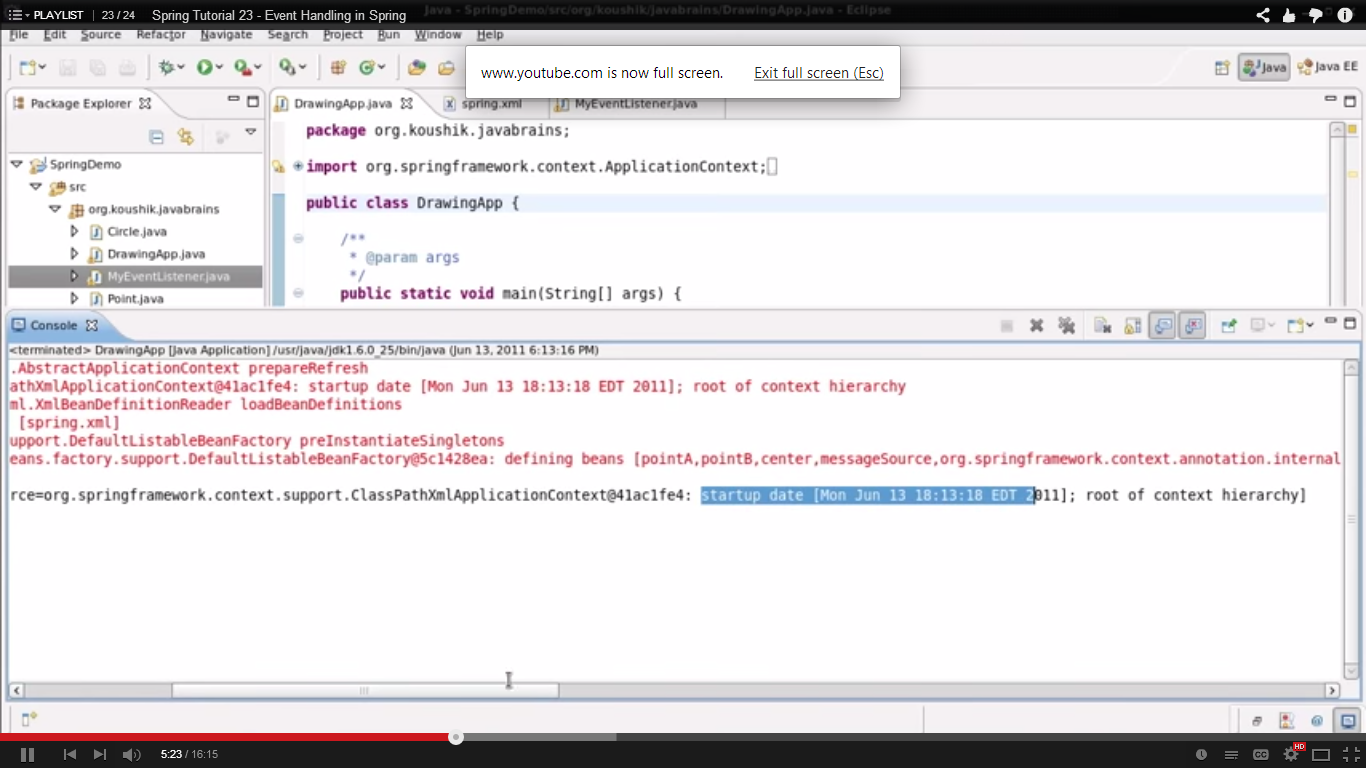 PLAYLIST 23 / 24 Spring Tutorial 23 - Event Handling in Spring
Java - SpringDemo/src/org/koushik/javabrains/DrawingApp.java - Eclipse
File Edit Source Refactor Navigate Search Project Run Window Help
www.youtube.com is now full screen. Exit full screen (Esc)
Java Java EE
Package Explorer
DrawingApp.java spring.xml MyEventListener.java
SpringDemo
src
org.koushik.javabrains
Circle.java
DrawingApp.java
MyEventListener.java
Point.java
package org.koushik.javabrains;
import org.springframework.context.ApplicationContext;
public class DrawingApp {
/**
* @param args
*/
public static void main(String[] args) {
Console
<terminated> DrawingApp [Java Application] /usr/java/jdk1.6.0_25/bin/java (Jun 13, 2011 6:13:16 PM)
.AbstractApplicationContext prepareRefresh
athXmlApplicationContext@41ac1fe4: startup date [Mon Jun 13 18:13:18 EDT 2011]; root of context hierarchy
ml.XmlBeanDefinitionReader loadBeanDefinitions
[spring.xml]
upport.DefaultListableBeanFactory preInstantiateSingletons
eans.factory.support.DefaultListableBeanFactory@5c1428ea: defining beans [pointA,pointB,center,messageSource,org.springframework.context.annotation.internal
rce=org.springframework.context.support.ClassPathXmlApplicationContext@41ac1fe4: startup date [Mon Jun 13 18:13:18 EDT 2011]; root of context hierarchy]
5:23 / 16:15
CC
HD